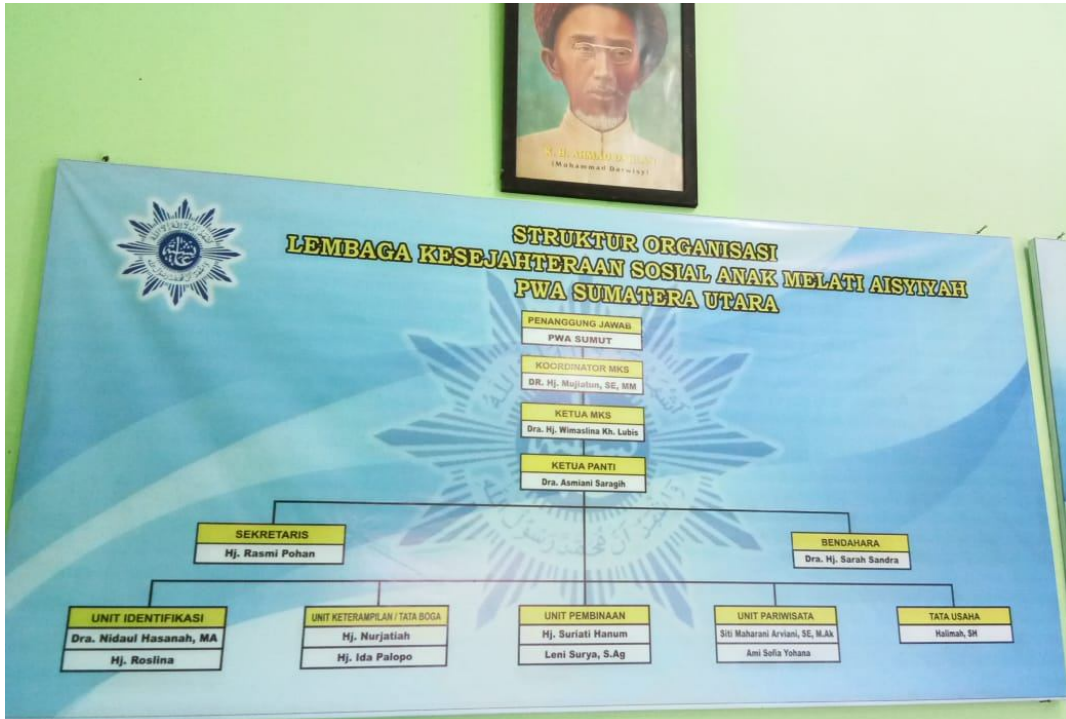 K. H. AHMAD DAHLAN
(Mohammad Darwisy)
STRUKTUR ORGANISASI
LEMBAGA KESEJAHTERAAN SOSIAL ANAK MELATI AISYIYAH
PWA SUMATERA UTARA
PENANGGUNG JAWAB
PWA SUMUT
KOORDINATOR MKS
DR. Hj. Mujiatun, SE, MM
KETUA MKS
Dra. Hj. Wimaslina Kh. Lubis
KETUA PANTI
Dra. Asmiani Saragih
SEKRETARIS
Hj. Rasmi Pohan
BENDAHARA
Dra. Hj. Sarah Sandra
UNIT IDENTIFIKASI
Dra. Nidaul Hasanah, MA
Hj. Roslina
UNIT KETERAMPILAN / TATA BOGA
Hj. Nurjatiah
Hj. Ida Palopo
UNIT PEMBINAAN
Hj. Suriati Hanum
Leni Surya, S.Ag
UNIT PARIWISATA
Siti Maharani Arviani, SE, M.Ak
Ami Sofia Yohana
TATA USAHA
Halimah, SH